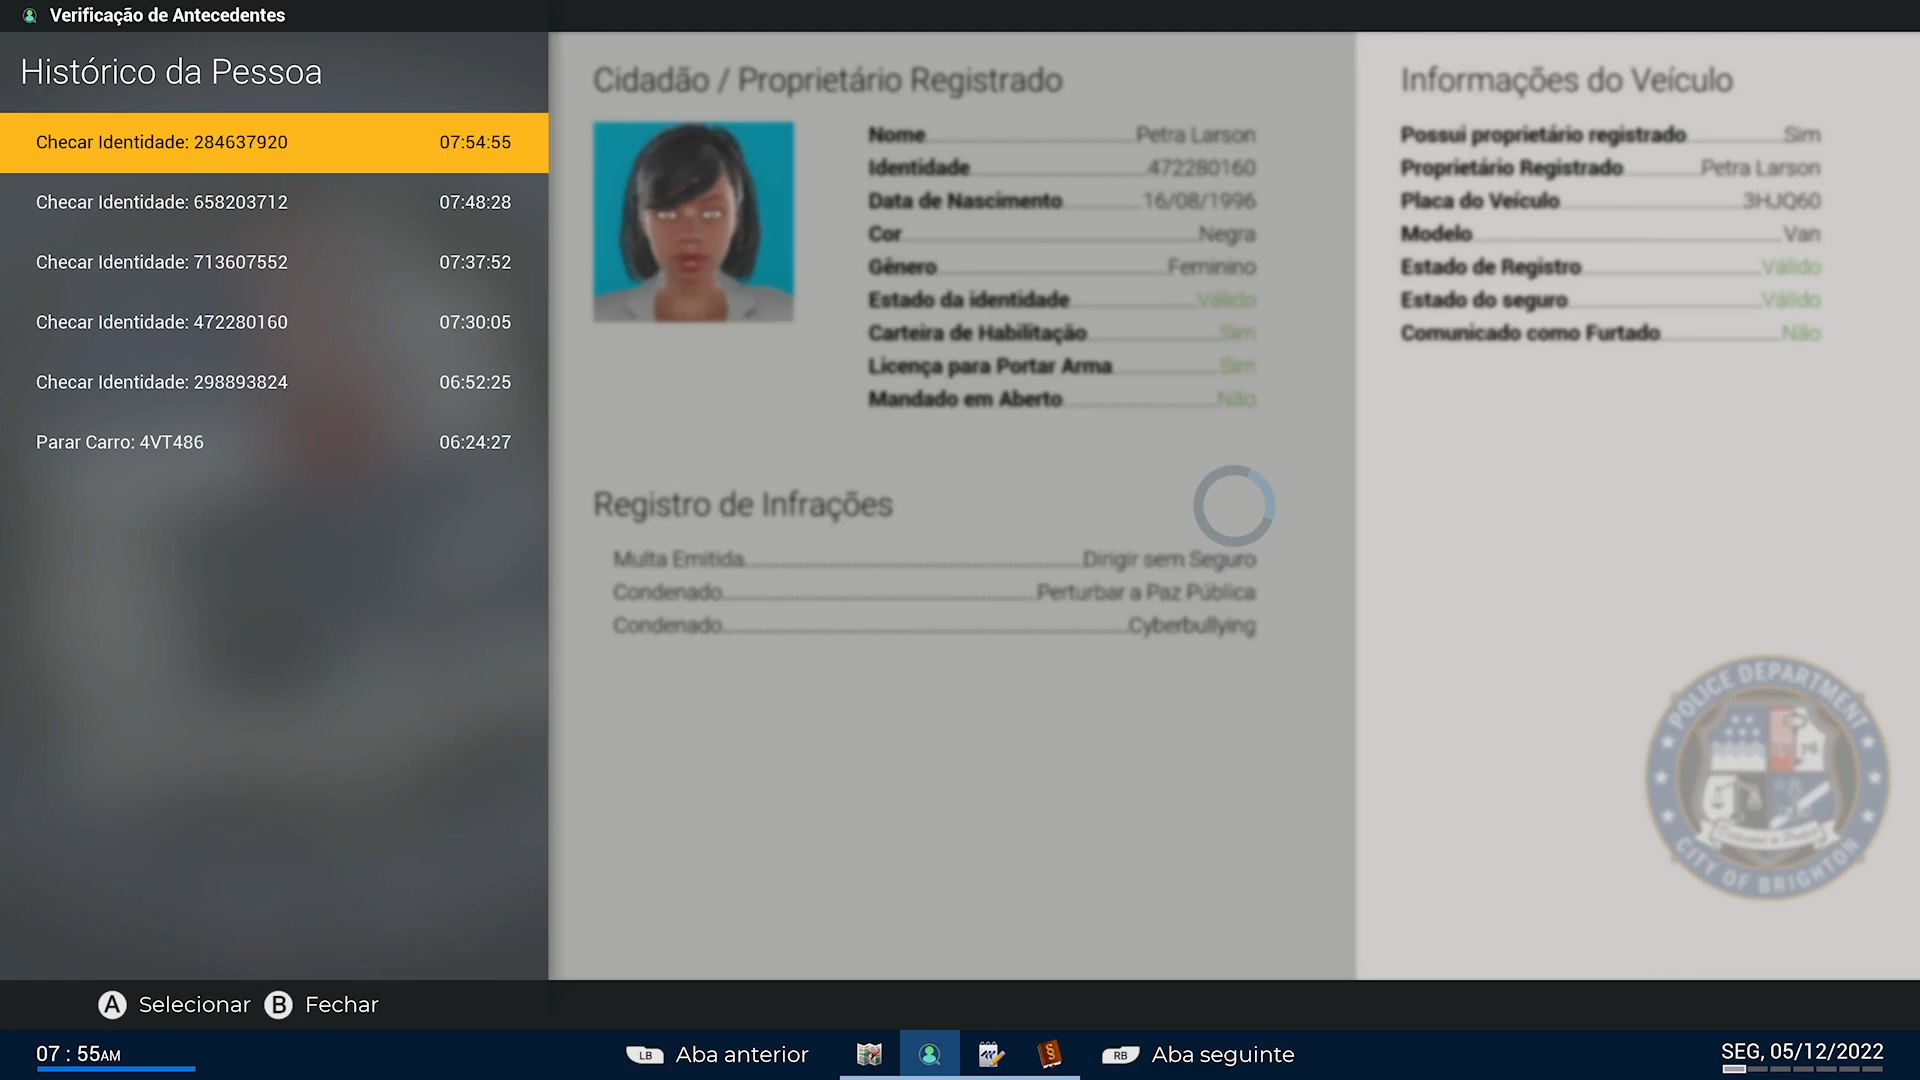 Verificação de Antecedentes
Histórico da Pessoa
Checar Identidade: 284637920 07:54:55
Checar Identidade: 658203712 07:48:28
Checar Identidade: 713607552 07:37:52
Checar Identidade: 472280160 07:30:05
Checar Identidade: 298893824 06:52:25
Parar Carro: 4VT486 06:24:27
Cidadão / Proprietário Registrado
Nome Petra Larson
Identidade 472280160
Data de Nascimento 16/08/1996
Cor Negra
Gênero Feminino
Estado da identidade Válido
Carteira de Habilitação Sim
Licença para Portar Arma Sim
Mandado em Aberto Não
Registro de Infrações
Multa Emitida Dirigir sem Seguro
Condenado Perturbar a Paz Pública
Condenado Cyberbullying
Informações do Veículo
Possui proprietário registrado Sim
Proprietário Registrado Petra Larson
Placa do Veículo 3HJQ60
Modelo Van
Estado de Registro Válido
Estado do seguro Válido
Comunicado como Furtado Não
POLICE DEPARTMENT
CITY OF BRIGHTON
A Selecionar B Fechar
07 : 55AM
LB Aba anterior
RB Aba seguinte
SEG, 05/12/2022